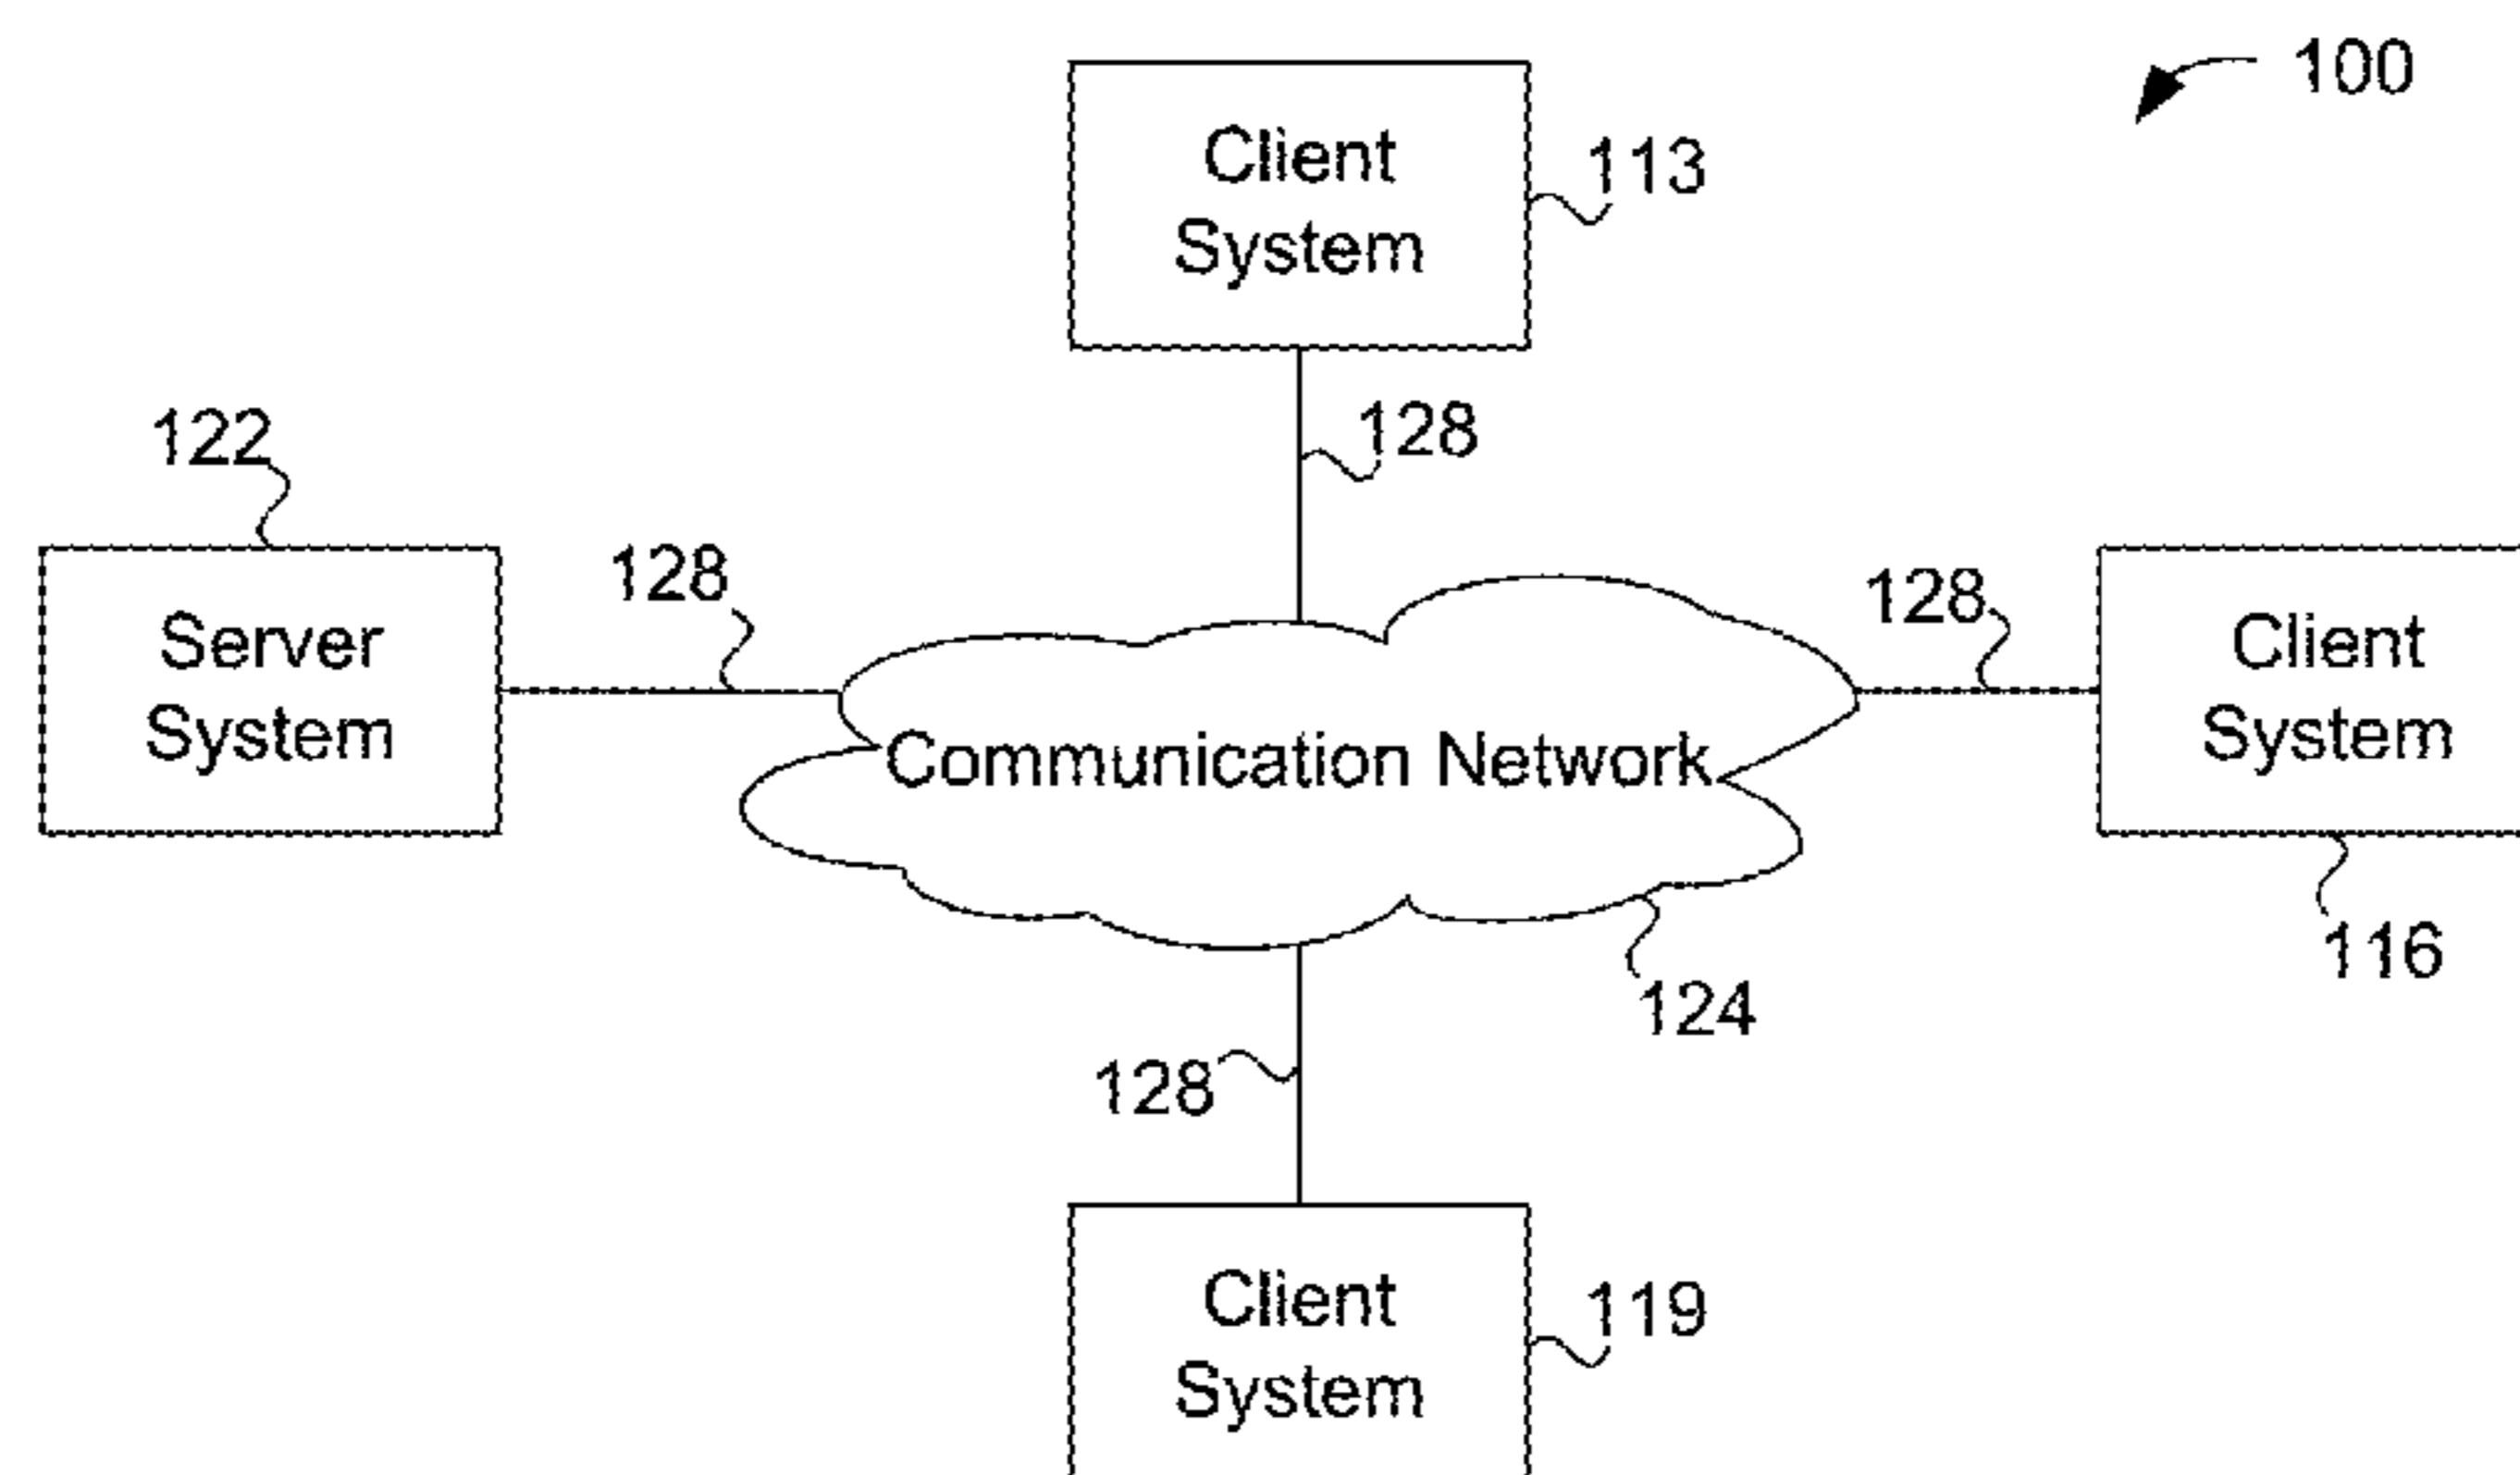 100
Client
System
113
128
122
128
128
Server
System
Client
System
Communication Network
116
124
128
Client
System
119